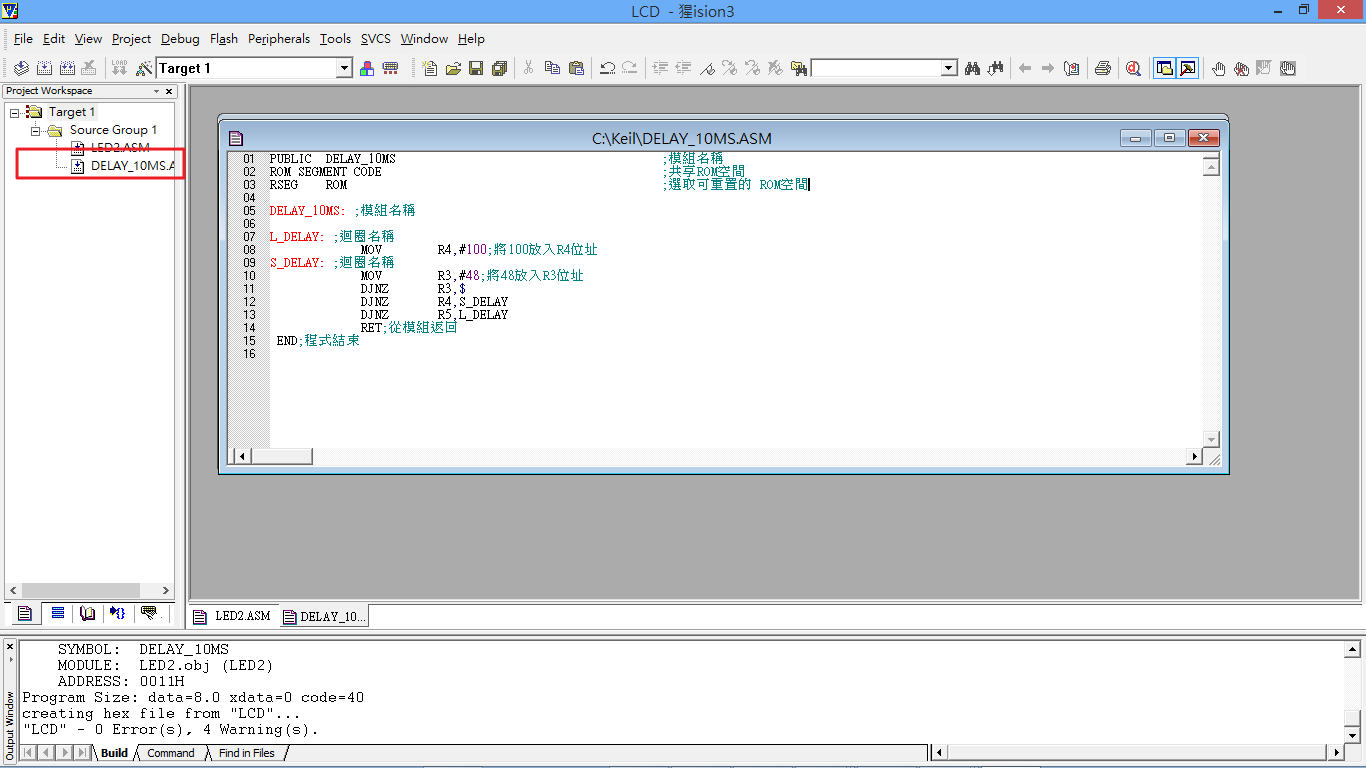 LCD - 猩ision3
File Edit View Project Debug Flash Peripherals Tools SVCS Window Help
LOAD
Target 1
Project Workspace
Target 1
Source Group 1
LED2.ASM
DELAY_10MS.A
C:\Keil\DELAY_10MS.ASM
01 PUBLIC DELAY_10MS ;模組名稱
02 ROM SEGMENT CODE ;共享ROM空間
03 RSEG ROM ;選取可重置的 ROM空間
04
05 DELAY_10MS: ;模組名稱
06
07 L_DELAY: ;迴圈名稱
08 MOV R4,#100;將100放入R4位址
09 S_DELAY: ;迴圈名稱
10 MOV R3,#48;將48放入R3位址
11 DJNZ R3,$
12 DJNZ R4,S_DELAY
13 DJNZ R5,L_DELAY
14 RET;從模組返回
15 END;程式結束
16
LED2.ASM DELAY_10...
SYMBOL: DELAY_10MS
MODULE: LED2.obj (LED2)
ADDRESS: 0011H
Program Size: data=8.0 xdata=0 code=40
creating hex file from "LCD"...
"LCD" - 0 Error(s), 4 Warning(s).
Output Window
Build Command Find in Files